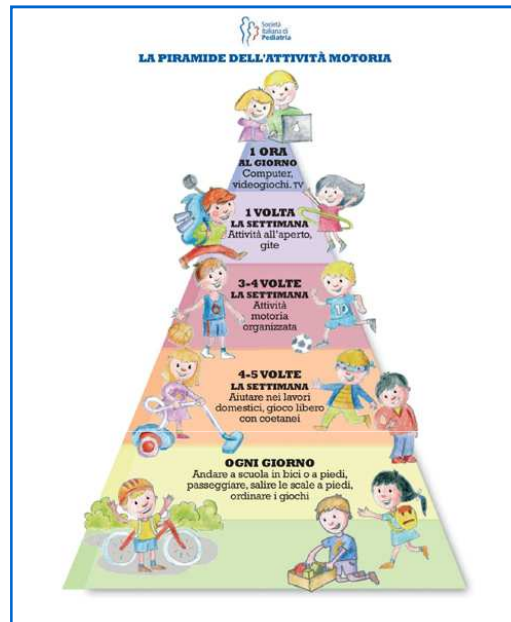 Società
Italiana di
Pediatria
LA PIRAMIDE DELL'ATTIVITÀ MOTORIA
1 ORA
AL GIORNO
Computer,
videogiochi, TV
1 VOLTA
LA SETTIMANA
Attività all'aperto,
gite
3-4 VOLTE
LA SETTIMANA
Attività
motoria
organizzata
4-5 VOLTE
LA SETTIMANA
Aiutare nei lavori
domestici, gioco libero
con coetanei
OGNI GIORNO
Andare a scuola in bici o a piedi,
passeggiare, salire le scale a piedi,
ordinare i giochi